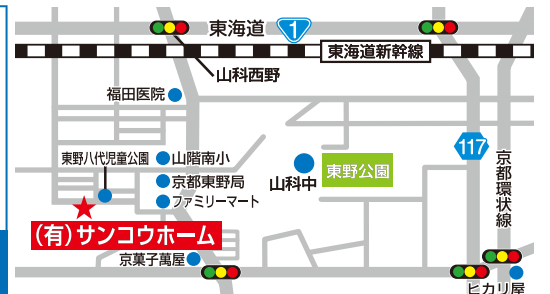 東海道
1
東海道新幹線
山科西野
福田医院
東野八代児童公園
山階南小
京都東野局
ファミリーマート
山科中
東野公園
117
京都環状線
(有)サンコウホーム
京菓子萬屋
ヒカリ屋